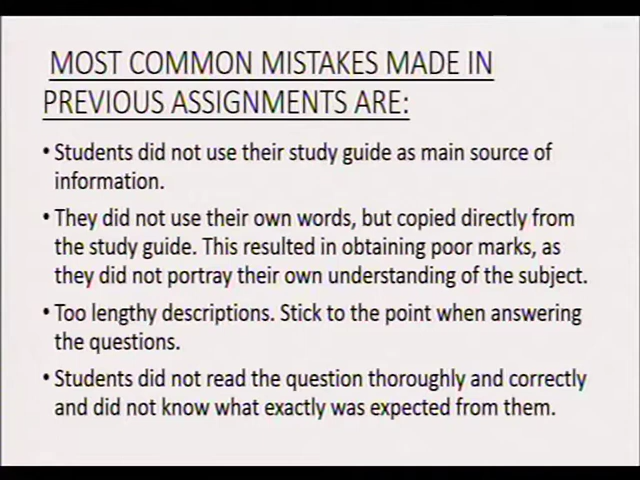 MOST COMMON MISTAKES MADE IN
PREVIOUS ASSIGNMENTS ARE:
• Students did not use their study guide as main source of
information.
• They did not use their own words, but copied directly from
the study guide. This resulted in obtaining poor marks, as
they did not portray their own understanding of the subject.
• Too lengthy descriptions. Stick to the point when answering
the questions.
• Students did not read the question thoroughly and correctly
and did not know what exactly was expected from them.